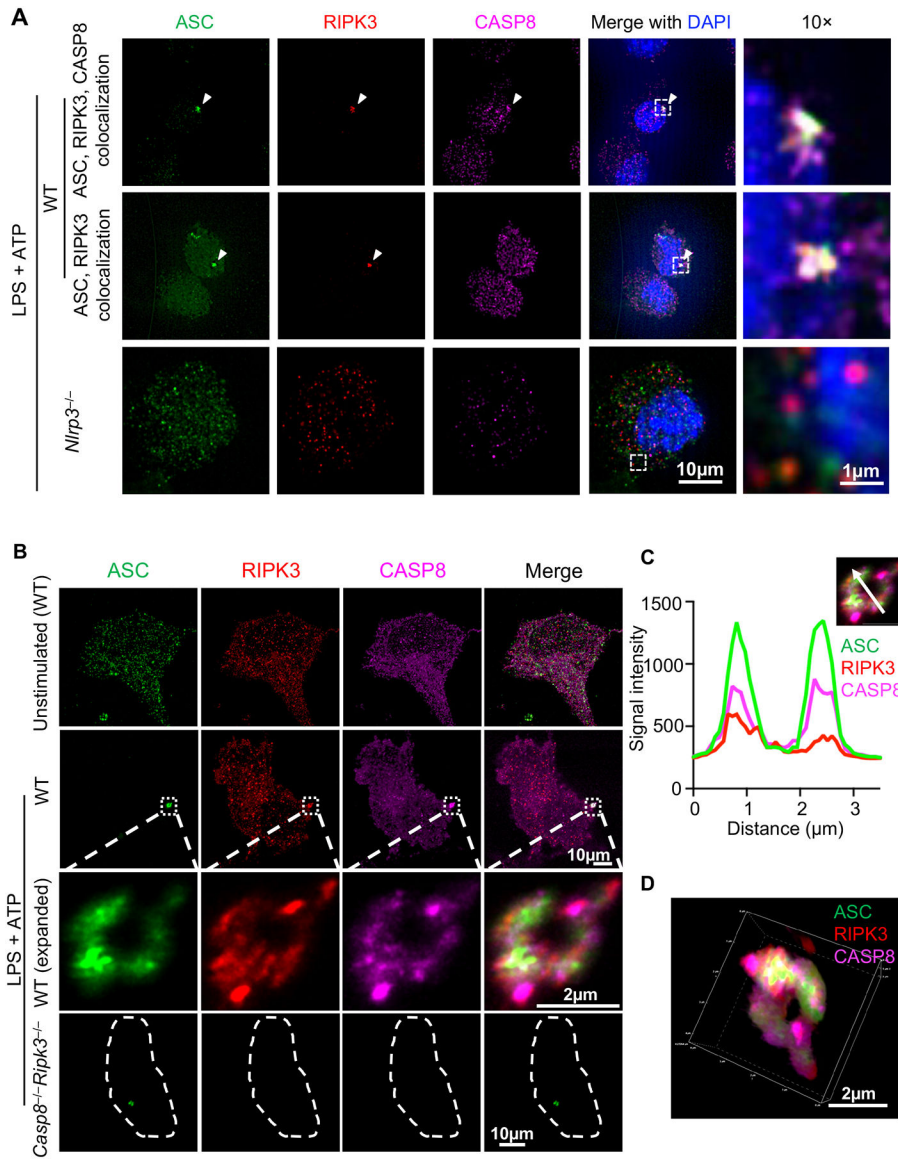 A
ASC
RIPK3
CASP8
Merge with DAPI
10×
LPS + ATP
WT
ASC, RIPK3, CASP8
colocalization
ASC, RIPK3
colocalization
Nlrp3–/–
10µm
1µm
B
ASC
RIPK3
CASP8
Merge
Unstimulated (WT)
LPS + ATP
WT
10µm
WT (expanded)
2µm
Casp8–/–Ripk3–/–
10µm
10µm
C
Signal intensity
1500
1000
500
0
0
1
2
3
Distance (µm)
ASC
RIPK3
CASP8
D
ASC
RIPK3
CASP8
2µm